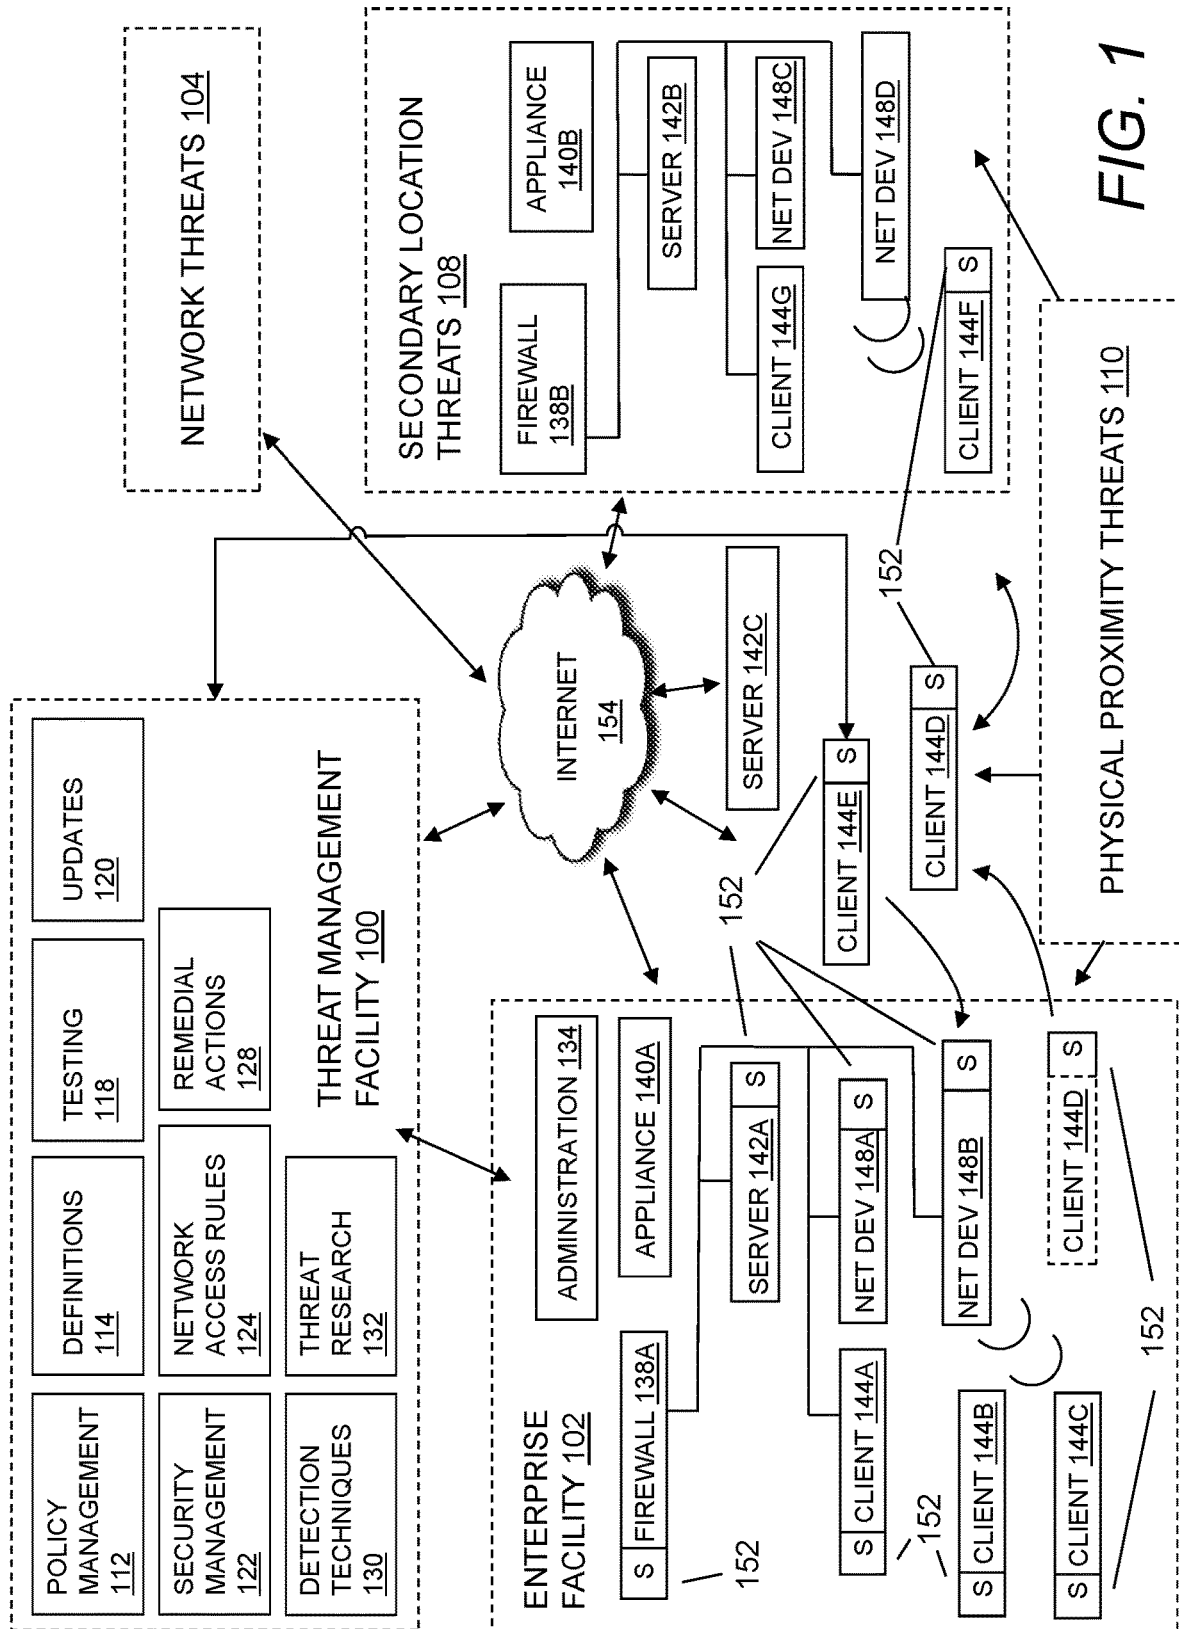 POLICY
MANAGEMENT
112
DEFINITIONS
114
TESTING
118
UPDATES
120
SECURITY
MANAGEMENT
122
NETWORK
ACCESS RULES
124
REMEDIAL
ACTIONS
128
DETECTION
TECHNIQUES
130
THREAT
RESEARCH
132
THREAT MANAGEMENT
FACILITY 100
NETWORK THREATS 104
INTERNET
154
ENTERPRISE
FACILITY 102
ADMINISTRATION 134
S
FIREWALL 138A
APPLIANCE 140A
152
SERVER 142A
S
152
S
CLIENT 144A
NET DEV 148A
S
152
S
CLIENT 144B
NET DEV 148B
S
S
CLIENT 144C
CLIENT 144D
S
152
SERVER 142C
CLIENT 144E
S
CLIENT 144D
S
152
SECONDARY LOCATION
THREATS 108
FIREWALL
138B
APPLIANCE
140B
SERVER 142B
CLIENT 144G
NET DEV 148C
NET DEV 148D
CLIENT 144F
S
PHYSICAL PROXIMITY THREATS 110
FIG. 1